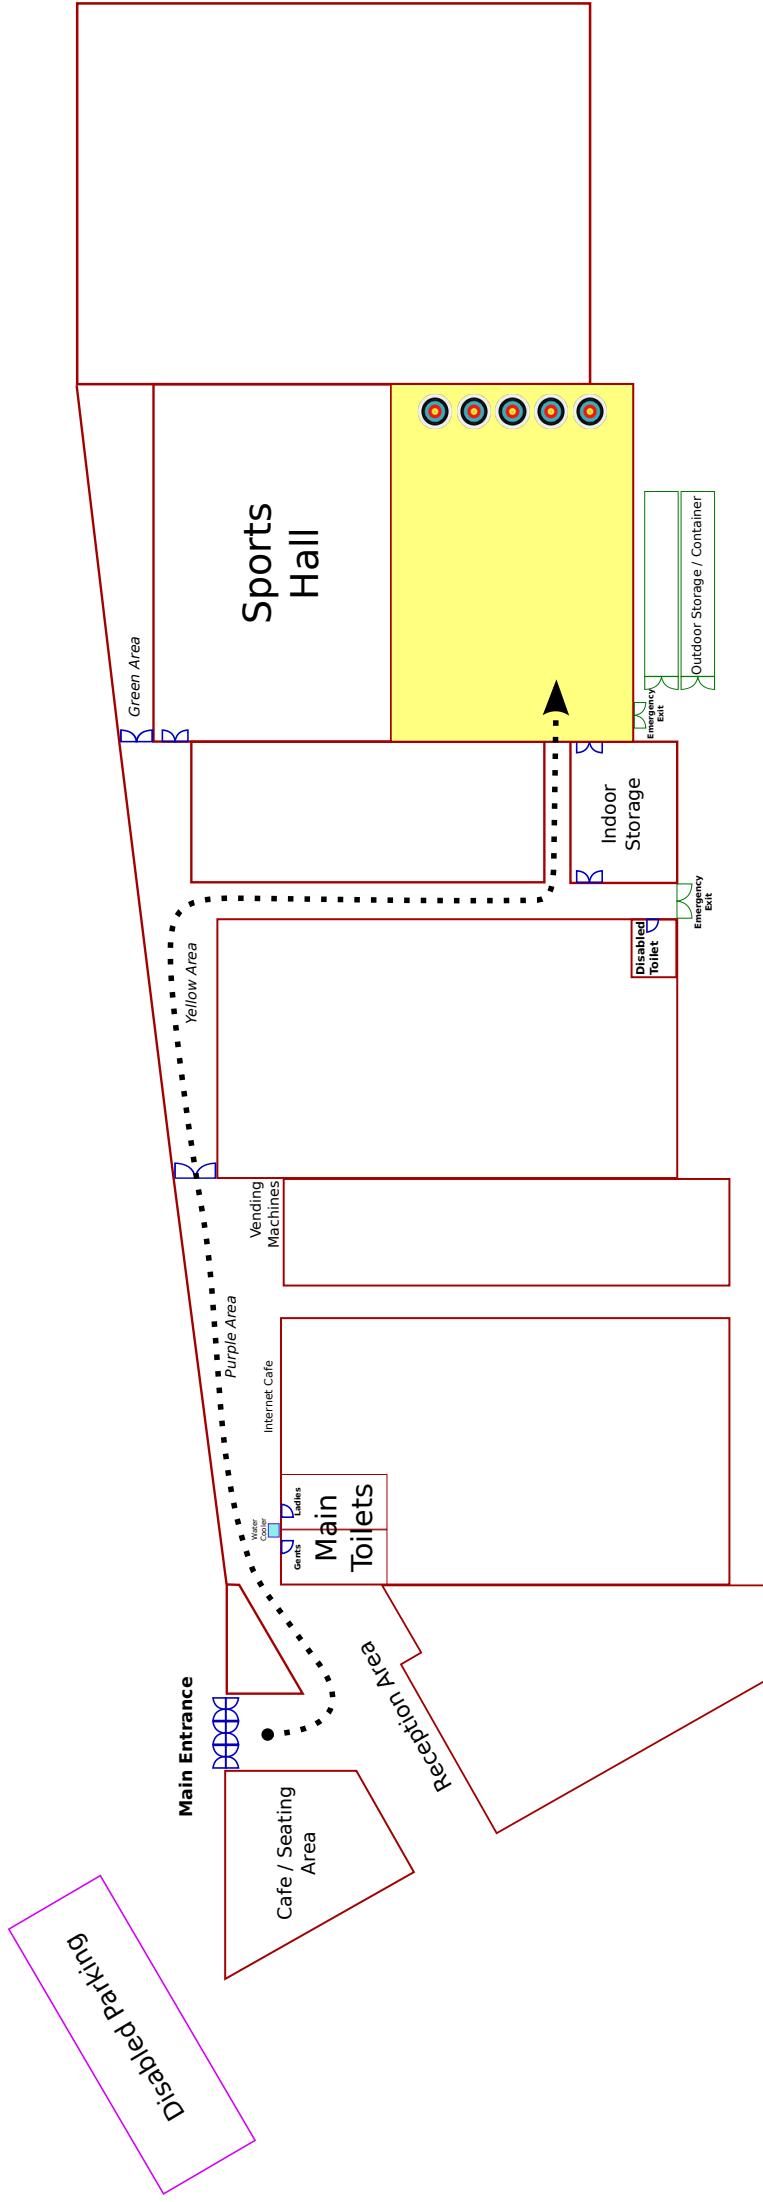 Sports
Hall
Green Area
Outdoor Storage / Container
Emergency
Exit
Indoor
Storage
Emergency
Exit
Disabled
Toilet
Yellow Area
Vending
Machines
Purple Area
Internet Cafe
Water
Cooler
Ladies
Gents
Main
Toilets
Reception Area
Main Entrance
Cafe / Seating
Area
Disabled Parking